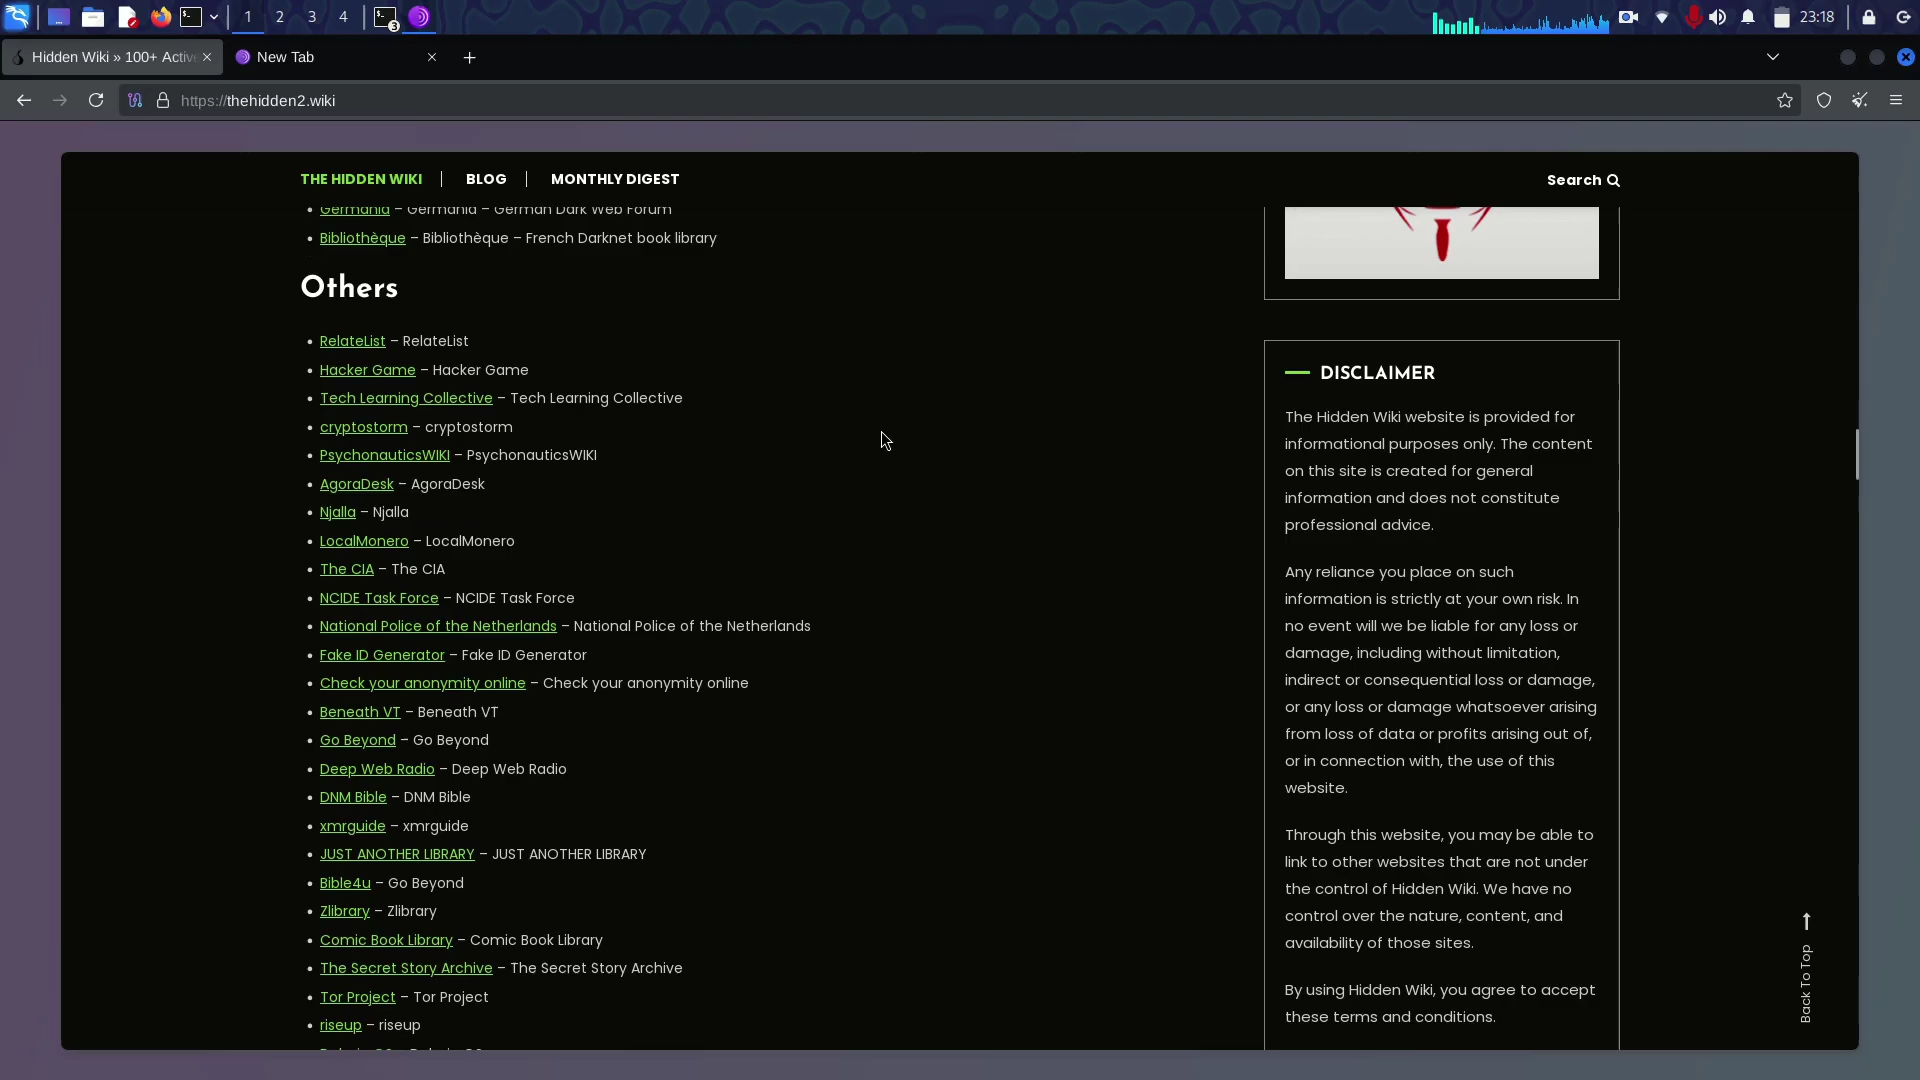 1 2 3 4 3 23:18
Hidden Wiki » 100+ Active
New Tab
https://thehidden2.wiki
THE HIDDEN WIKI
BLOG
MONTHLY DIGEST
Search
• Germania – Germania – German Dark Web Forum
• Bibliothèque – Bibliothèque – French Darknet book library
Others
• RelateList – RelateList
• Hacker Game – Hacker Game
• Tech Learning Collective – Tech Learning Collective
• cryptostorm – cryptostorm
• PsychonauticsWIKI – PsychonauticsWIKI
• AgoraDesk – AgoraDesk
• Njalla – Njalla
• LocalMonero – LocalMonero
• The CIA – The CIA
• NCIDE Task Force – NCIDE Task Force
• National Police of the Netherlands – National Police of the Netherlands
• Fake ID Generator – Fake ID Generator
• Check your anonymity online – Check your anonymity online
• Beneath VT – Beneath VT
• Go Beyond – Go Beyond
• Deep Web Radio – Deep Web Radio
• DNM Bible – DNM Bible
• xmrguide – xmrguide
• JUST ANOTHER LIBRARY – JUST ANOTHER LIBRARY
• Bible4u – Go Beyond
• Zlibrary – Zlibrary
• Comic Book Library – Comic Book Library
• The Secret Story Archive – The Secret Story Archive
• Tor Project – Tor Project
• riseup – riseup
DISCLAIMER
The Hidden Wiki website is provided for
informational purposes only. The content
on this site is created for general
information and does not constitute
professional advice.
Any reliance you place on such
information is strictly at your own risk. In
no event will we be liable for any loss or
damage, including without limitation,
indirect or consequential loss or damage,
or any loss or damage whatsoever arising
from loss of data or profits arising out of,
or in connection with, the use of this
website.
Through this website, you may be able to
link to other websites that are not under
the control of Hidden Wiki. We have no
control over the nature, content, and
availability of those sites.
By using Hidden Wiki, you agree to accept
these terms and conditions.
Back To Top